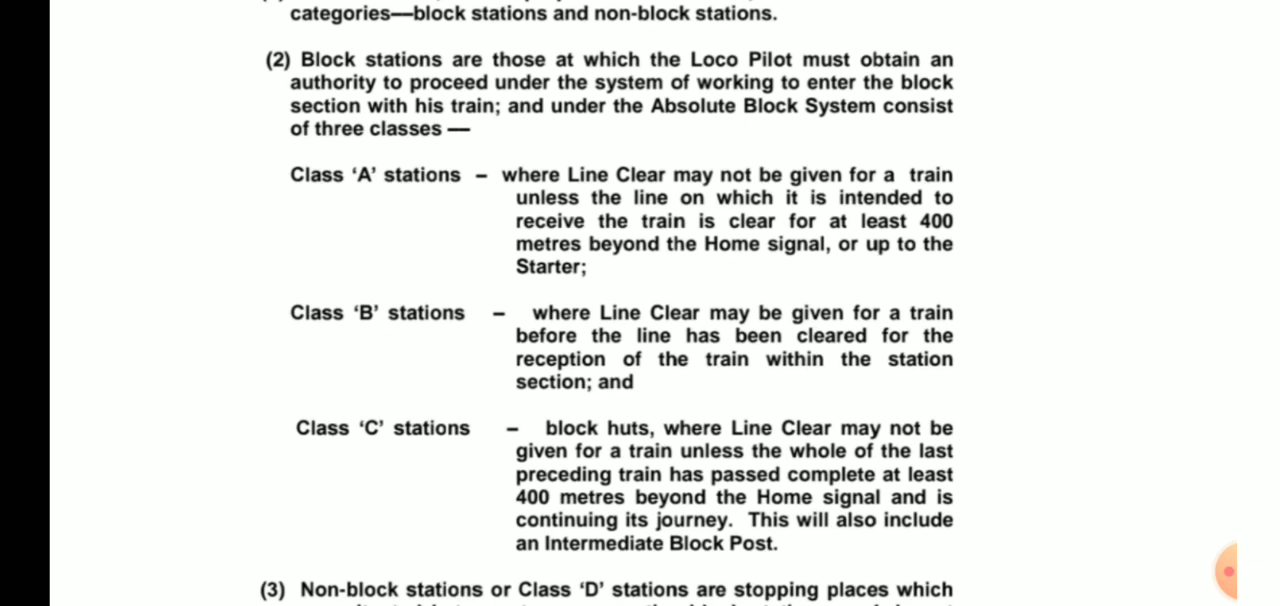 categories—block stations and non-block stations.
(2) Block stations are those at which the Loco Pilot must obtain an
authority to proceed under the system of working to enter the block
section with his train; and under the Absolute Block System consist
of three classes —
Class ‘A’ stations – where Line Clear may not be given for a train
unless the line on which it is intended to
receive the train is clear for at least 400
metres beyond the Home signal, or up to the
Starter;
Class ‘B’ stations – where Line Clear may be given for a train
before the line has been cleared for the
reception of the train within the station
section; and
Class ‘C’ stations – block huts, where Line Clear may not be
given for a train unless the whole of the last
preceding train has passed complete at least
400 metres beyond the Home signal and is
continuing its journey. This will also include
an Intermediate Block Post.
(3) Non-block stations or Class ‘D’ stations are stopping places which